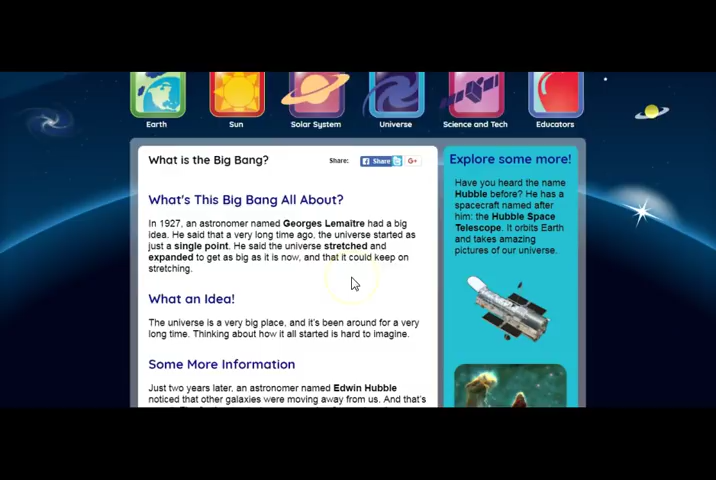 Earth
Sun
Solar System
Universe
Science and Tech
Educators
What is the Big Bang?
Share:
Share
G+
What's This Big Bang All About?
In 1927, an astronomer named Georges Lemaître had a big
idea. He said that a very long time ago, the universe started as
just a single point. He said the universe stretched and
expanded to get as big as it is now, and that it could keep on
stretching.
What an Idea!
The universe is a very big place, and it's been around for a very
long time. Thinking about how it all started is hard to imagine.
Some More Information
Just two years later, an astronomer named Edwin Hubble
noticed that other galaxies were moving away from us. And that's
Explore some more!
Have you heard the name
Hubble before? He has a
spacecraft named after
him: the Hubble Space
Telescope. It orbits Earth
and takes amazing
pictures of our universe.